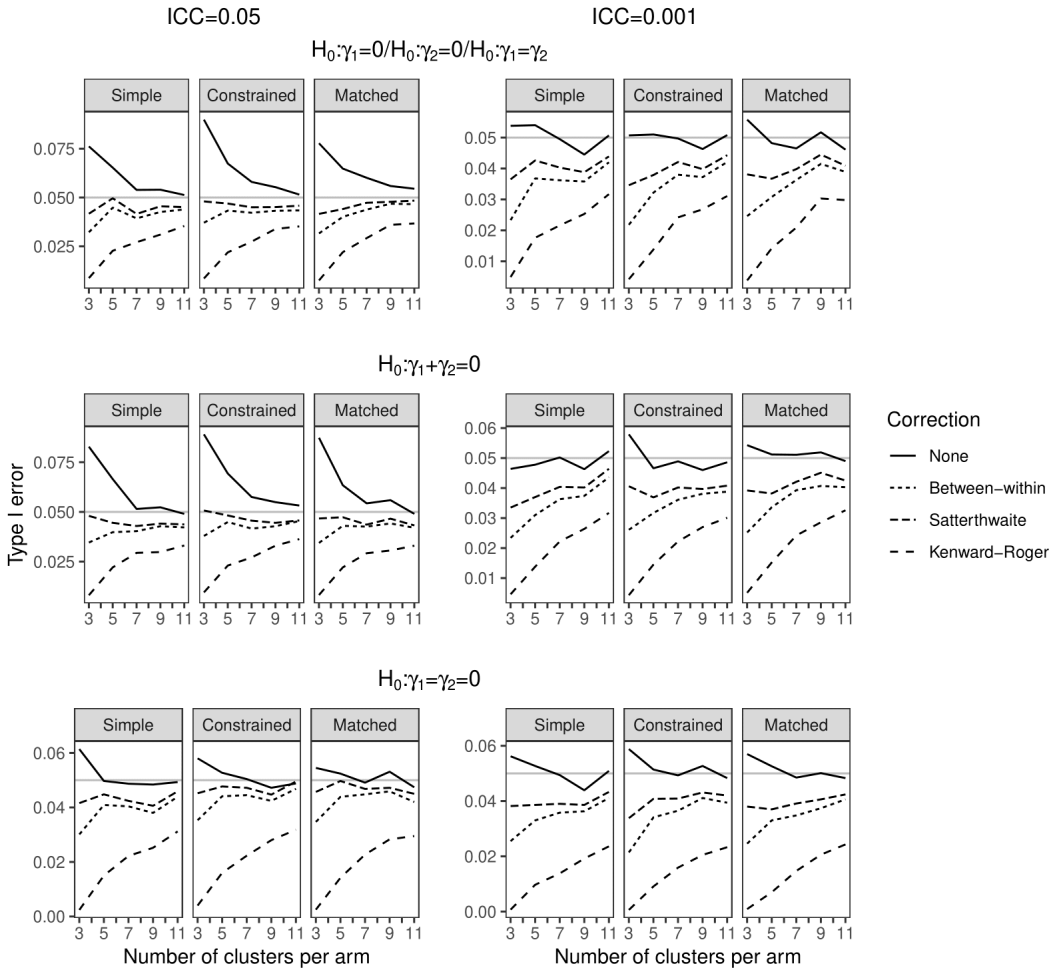 ICC=0.05 ICC=0.001
H₀:γ₁=0/H₀:γ₂=0/H₀:γ₁=γ₂
Simple Constrained Matched Simple Constrained Matched
0.075
0.050
0.025
0.05
0.04
0.03
0.02
0.01
3 5 7 9 11 3 5 7 9 11 3 5 7 9 11 3 5 7 9 11 3 5 7 9 11 3 5 7 9 11
H₀:γ₁+γ₂=0
Simple Constrained Matched Simple Constrained Matched
Type I error
0.075
0.050
0.025
0.06
0.05
0.04
0.03
0.02
0.01
3 5 7 9 11 3 5 7 9 11 3 5 7 9 11 3 5 7 9 11 3 5 7 9 11 3 5 7 9 11
Correction
None
Between−within
Satterthwaite
Kenward−Roger
H₀:γ₁=γ₂=0
Simple Constrained Matched Simple Constrained Matched
0.06
0.04
0.02
0.00
0.06
0.04
0.02
0.00
3 5 7 9 11 3 5 7 9 11 3 5 7 9 11 3 5 7 9 11 3 5 7 9 11 3 5 7 9 11
Number of clusters per arm Number of clusters per arm